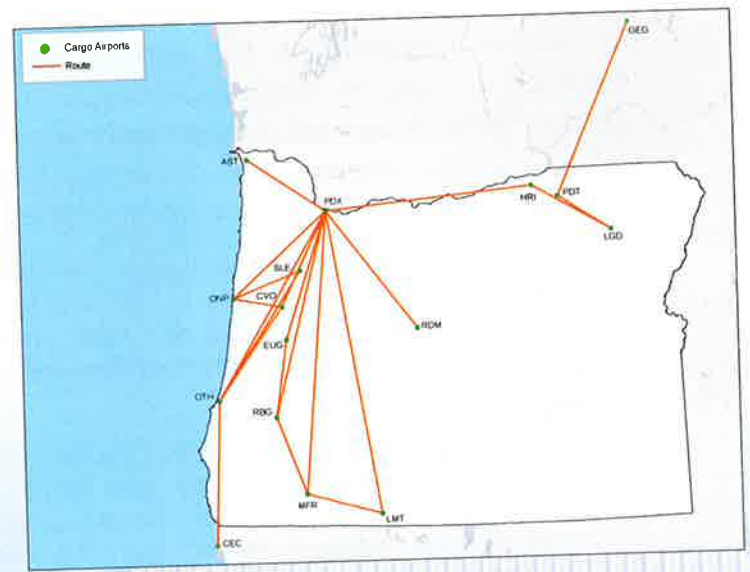 Cargo Airports
Route
GEG
AST
PDX
HRI
PDT
LGD
SLE
ONP
CVO
RDM
EUG
OTH
RBG
MFR
LMT
CEC